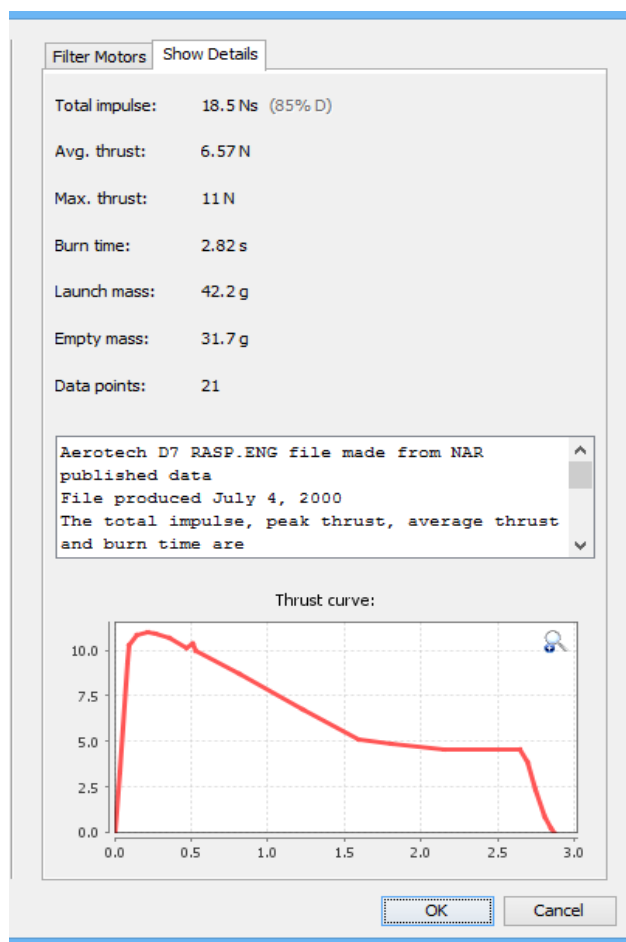 Filter Motors Show Details
Total impulse: 18.5 Ns (85% D)
Avg. thrust: 6.57 N
Max. thrust: 11 N
Burn time: 2.82 s
Launch mass: 42.2 g
Empty mass: 31.7 g
Data points: 21
Aerotech D7 RASP.ENG file made from NAR
published data
File produced July 4, 2000
The total impulse, peak thrust, average thrust
and burn time are
Thrust curve:
10.0
7.5
5.0
2.5
0.0
0.0 0.5 1.0 1.5 2.0 2.5 3.0
OK Cancel